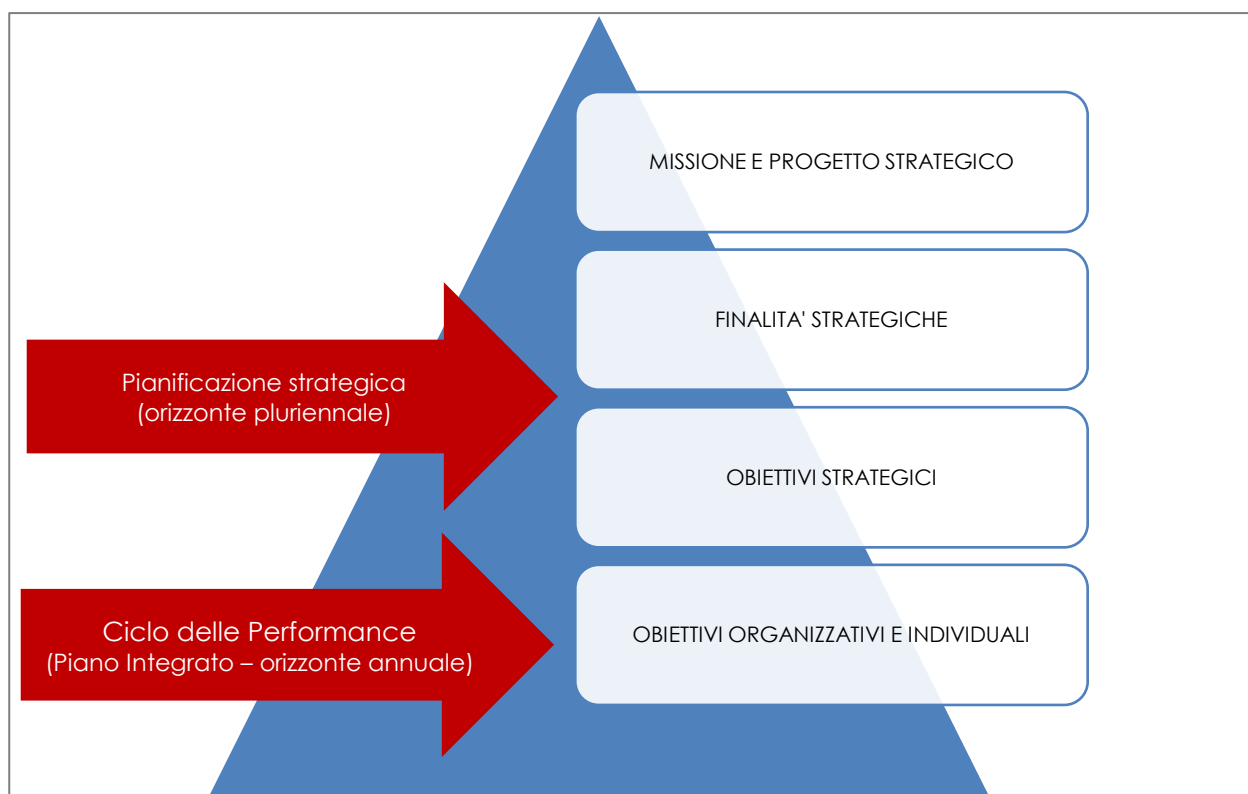 MISSIONE E PROGETTO STRATEGICO
FINALITA' STRATEGICHE
Pianificazione strategica
(orizzonte pluriennale)
OBIETTIVI STRATEGICI
Ciclo delle Performance
(Piano Integrato – orizzonte annuale)
OBIETTIVI ORGANIZZATIVI E INDIVIDUALI